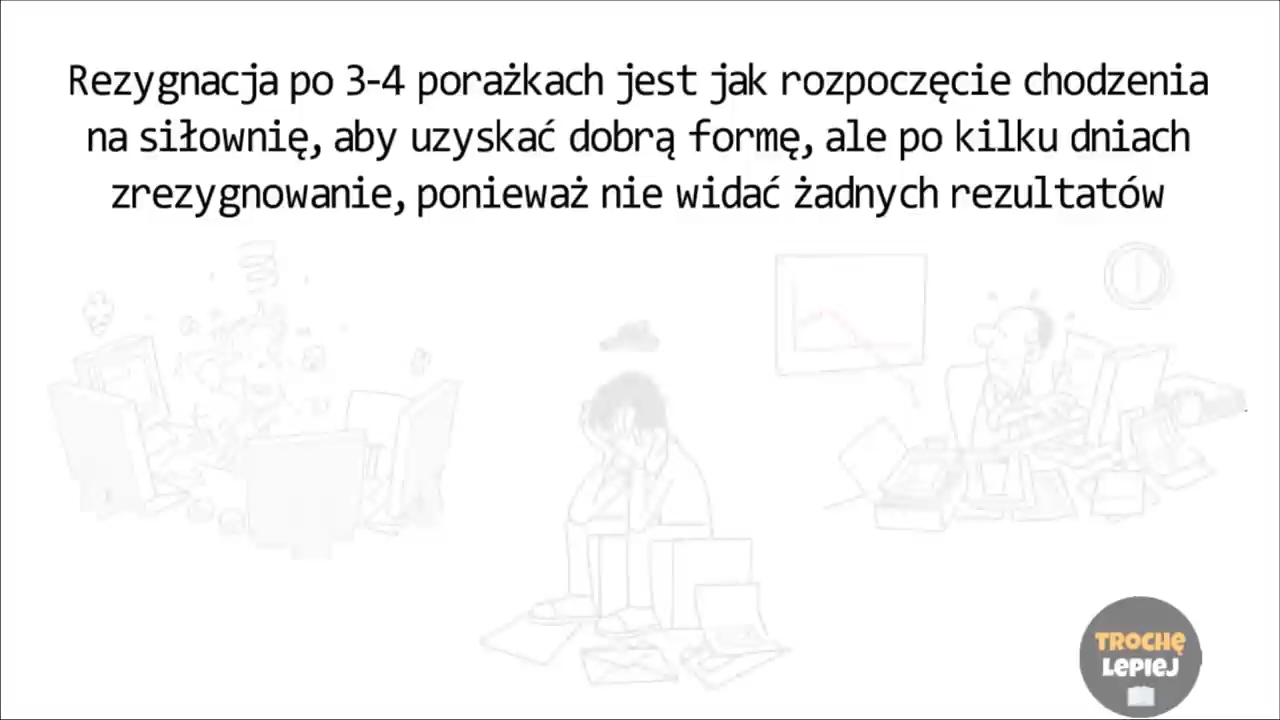 Rezygnacja po 3-4 porażkach jest jak rozpoczęcie chodzenia
na siłownię, aby uzyskać dobrą formę, ale po kilku dniach
zrezygnowanie, ponieważ nie widać żadnych rezultatów
TROCHĘ
LEPIEJ